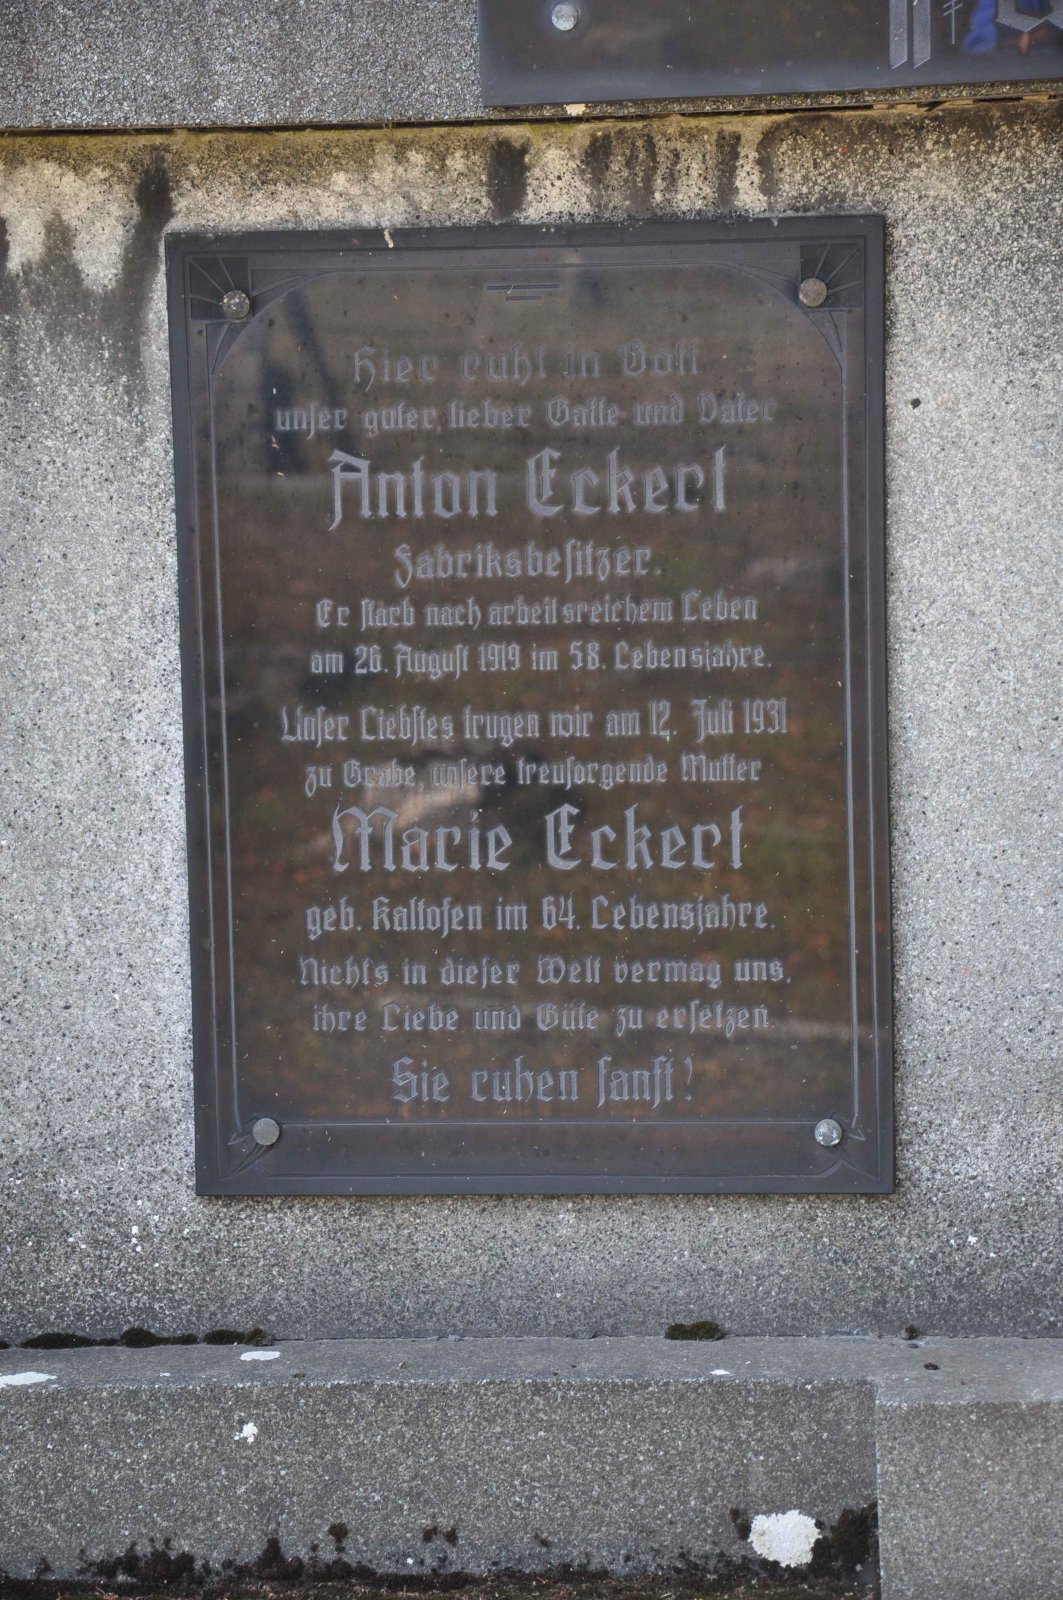 Hier ruht in Gott
unser guter, lieber Gatte und Vater
Anton Eckert
Fabriksbesitzer.
Er starb nach arbeitsreichem Leben
am 26. August 1919 im 58. Lebensjahre.
Unser Liebstes trugen wir am 12. Juli 1931
zu Grabe, unsere treusorgende Mutter
Marie Eckert
geb. Kaltofen im 64. Lebensjahre.
Nichts in dieser Welt vermag uns,
ihre Liebe und Güte zu ersetzen.
Sie ruhen sanft!